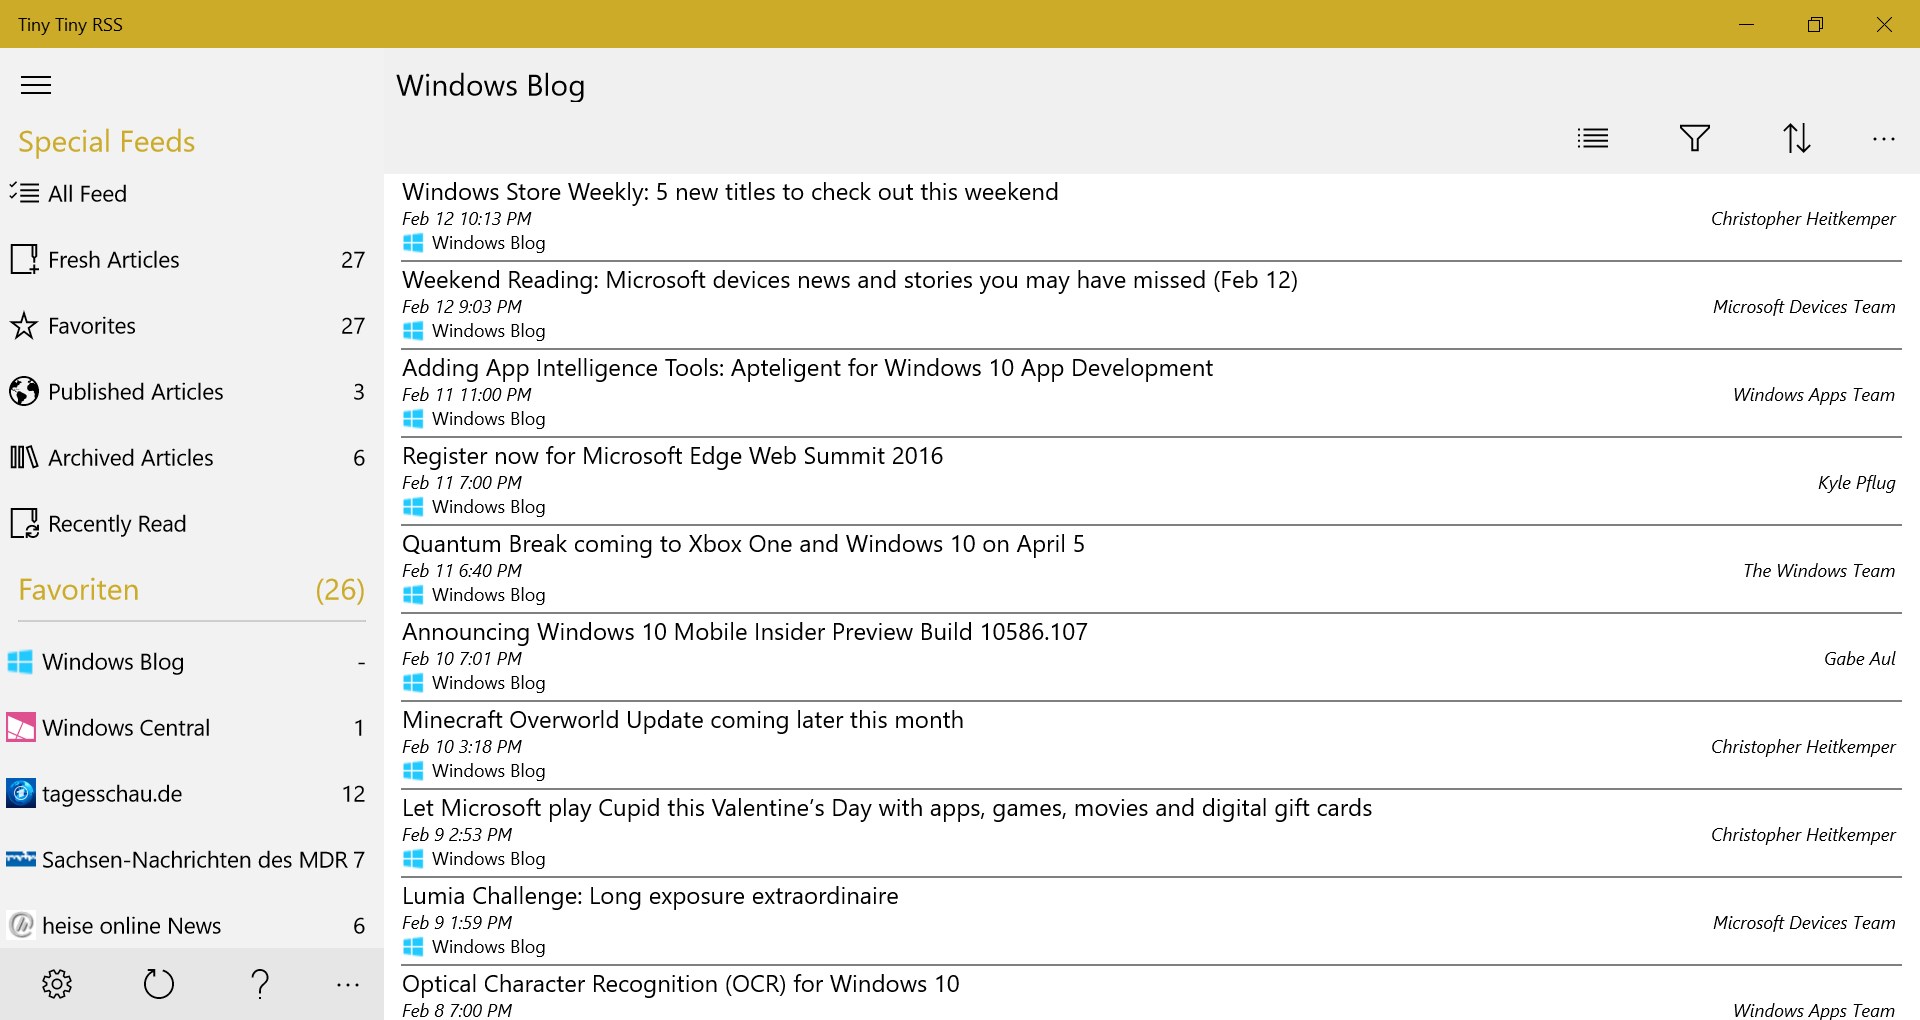 Tiny Tiny RSS
Special Feeds
All Feed
Fresh Articles 27
Favorites 27
Published Articles 3
Archived Articles 6
Recently Read
Favoriten (26)
Windows Blog -
Windows Central 1
tagesschau.de 12
Sachsen-Nachrichten des MDR 7
heise online News 6
Windows Blog
Windows Store Weekly: 5 new titles to check out this weekend
Feb 12 10:13 PM Christopher Heitkemper
Windows Blog
Weekend Reading: Microsoft devices news and stories you may have missed (Feb 12)
Feb 12 9:03 PM Microsoft Devices Team
Windows Blog
Adding App Intelligence Tools: Apteligent for Windows 10 App Development
Feb 11 11:00 PM Windows Apps Team
Windows Blog
Register now for Microsoft Edge Web Summit 2016
Feb 11 7:00 PM Kyle Pflug
Windows Blog
Quantum Break coming to Xbox One and Windows 10 on April 5
Feb 11 6:40 PM The Windows Team
Windows Blog
Announcing Windows 10 Mobile Insider Preview Build 10586.107
Feb 10 7:01 PM Gabe Aul
Windows Blog
Minecraft Overworld Update coming later this month
Feb 10 3:18 PM Christopher Heitkemper
Windows Blog
Let Microsoft play Cupid this Valentine’s Day with apps, games, movies and digital gift cards
Feb 9 2:53 PM Christopher Heitkemper
Windows Blog
Lumia Challenge: Long exposure extraordinaire
Feb 9 1:59 PM Microsoft Devices Team
Windows Blog
Optical Character Recognition (OCR) for Windows 10
Feb 8 7:00 PM Windows Apps Team